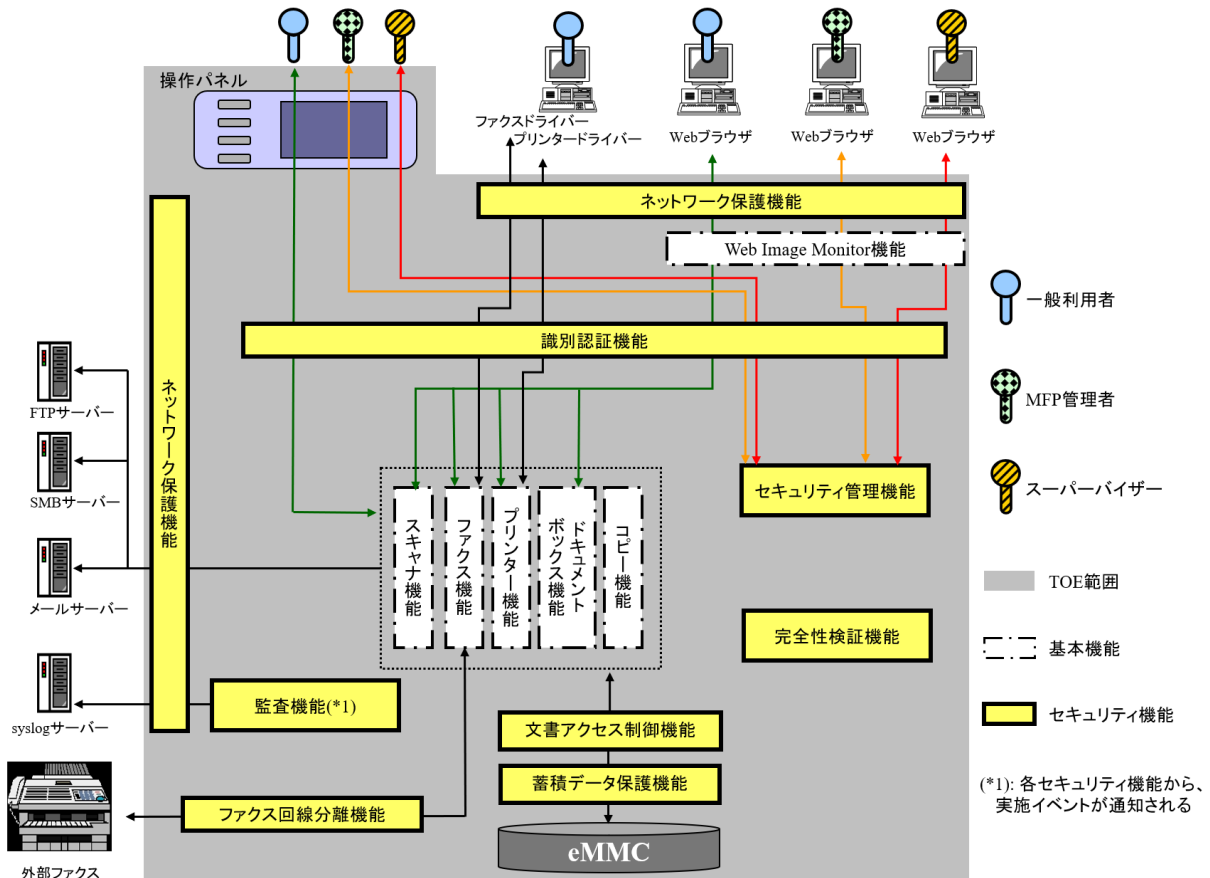 操作パネル
ファクスドライバー
プリンタードライバー
Webブラウザ
Webブラウザ
Webブラウザ
ネットワーク保護機能
Web Image Monitor機能
識別認証機能
ネットワーク保護機能
FTPサーバー
SMBサーバー
メールサーバー
syslogサーバー
外部ファクス
スキャナ機能
ファクス機能
プリンター機能
ドキュメント
ボックス機能
コピー機能
セキュリティ管理機能
完全性検証機能
監査機能(*1)
文書アクセス制御機能
蓄積データ保護機能
ファクス回線分離機能
eMMC
一般利用者
MFP管理者
スーパーバイザー
TOE範囲
基本機能
セキュリティ機能
(*1): 各セキュリティ機能から、
実施イベントが通知される